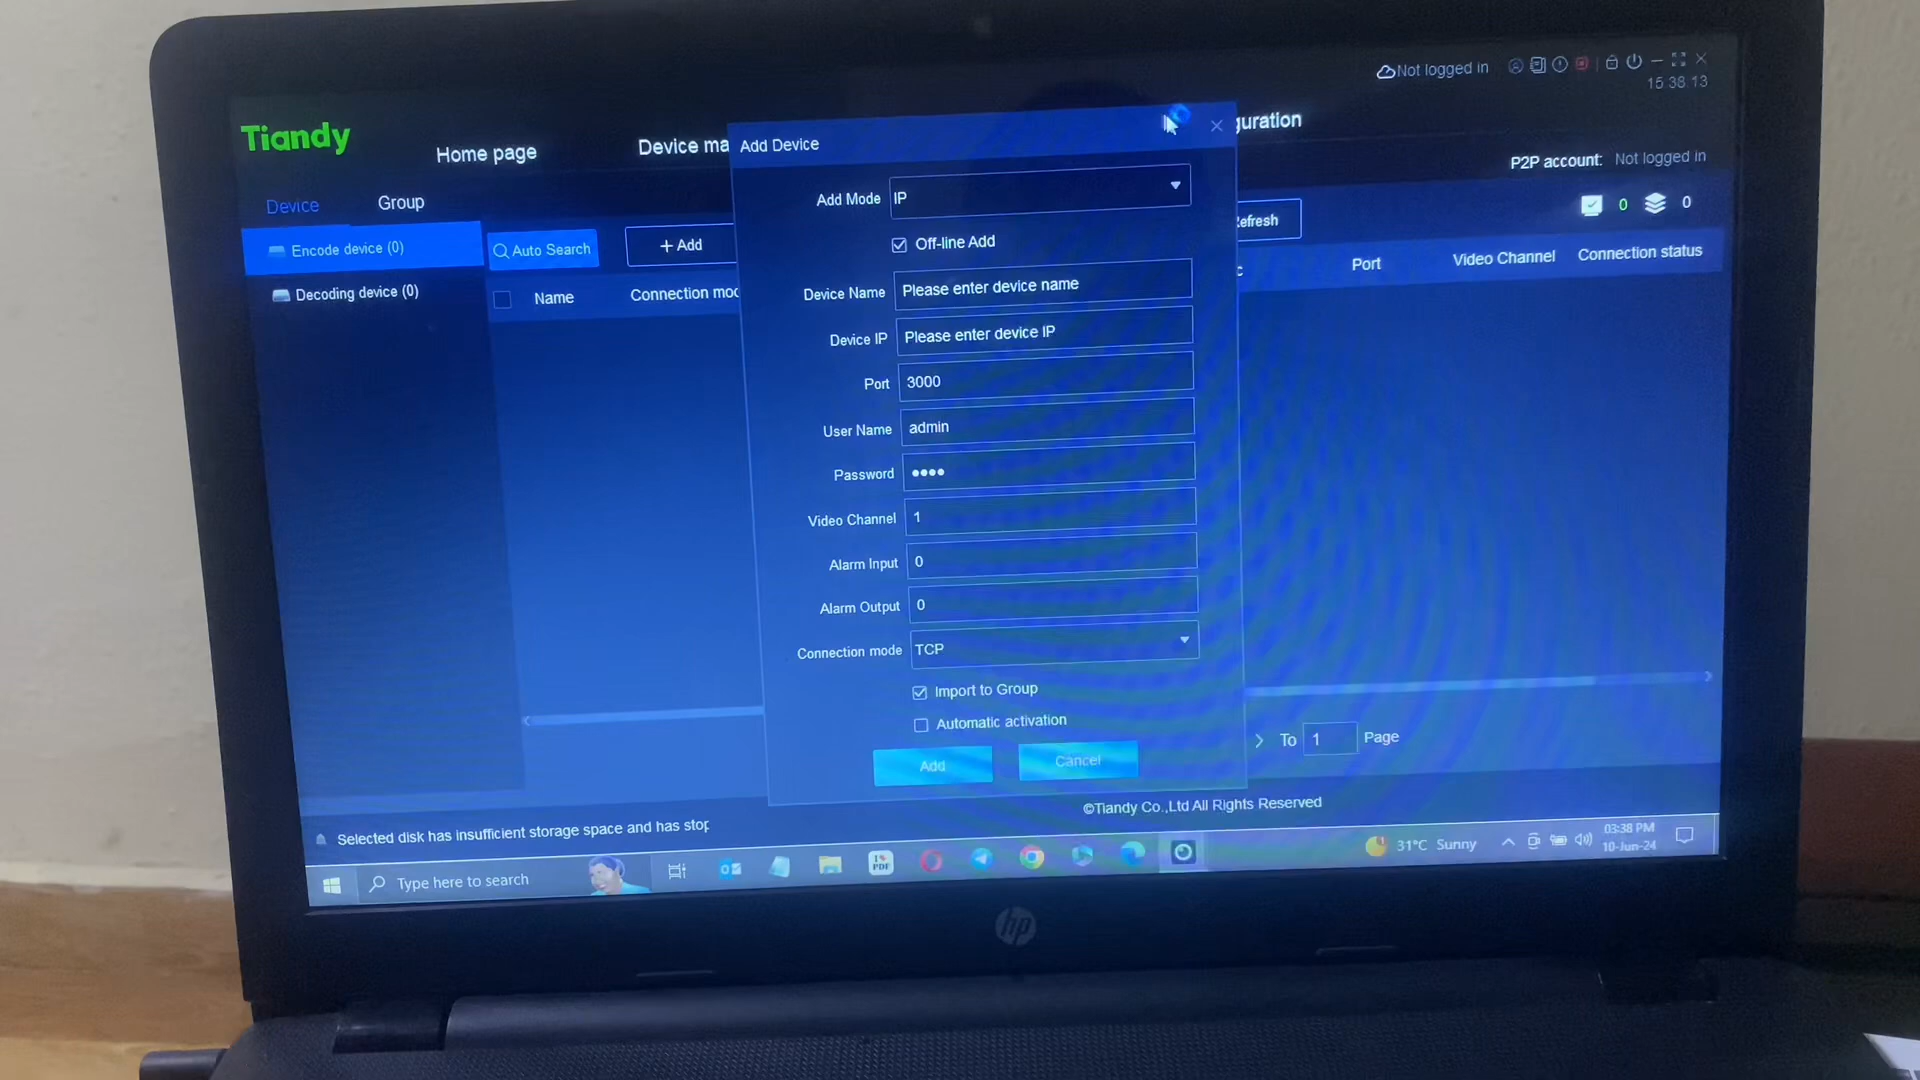 Not logged in
15:38:13
Tiandy
Home page
Device ma
guration
P2P account: Not logged in
Device
Group
0
0
Encode device (0)
Decoding device (0)
Auto Search
+ Add
efresh
Name
Connection mod
c
Port
Video Channel
Connection status
Add Device
Add Mode
IP
Off-line Add
Device Name
Please enter device name
Device IP
Please enter device IP
Port
3000
User Name
admin
Password
••••
Video Channel
1
Alarm Input
0
Alarm Output
0
Connection mode
TCP
Import to Group
Automatic activation
Add
Cancel
To 1 Page
©Tiandy Co.,Ltd All Rights Reserved
Selected disk has insufficient storage space and has stop
Type here to search
PDF
31°C Sunny
03:38 PM
10-Jun-24
hp